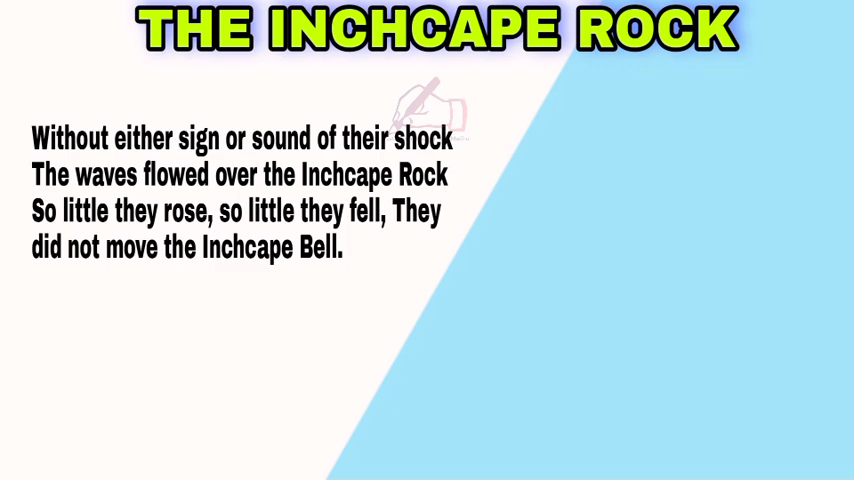 THE INCHCAPE ROCK
Without either sign or sound of their shock
The waves flowed over the Inchcape Rock
So little they rose, so little they fell, They
did not move the Inchcape Bell.